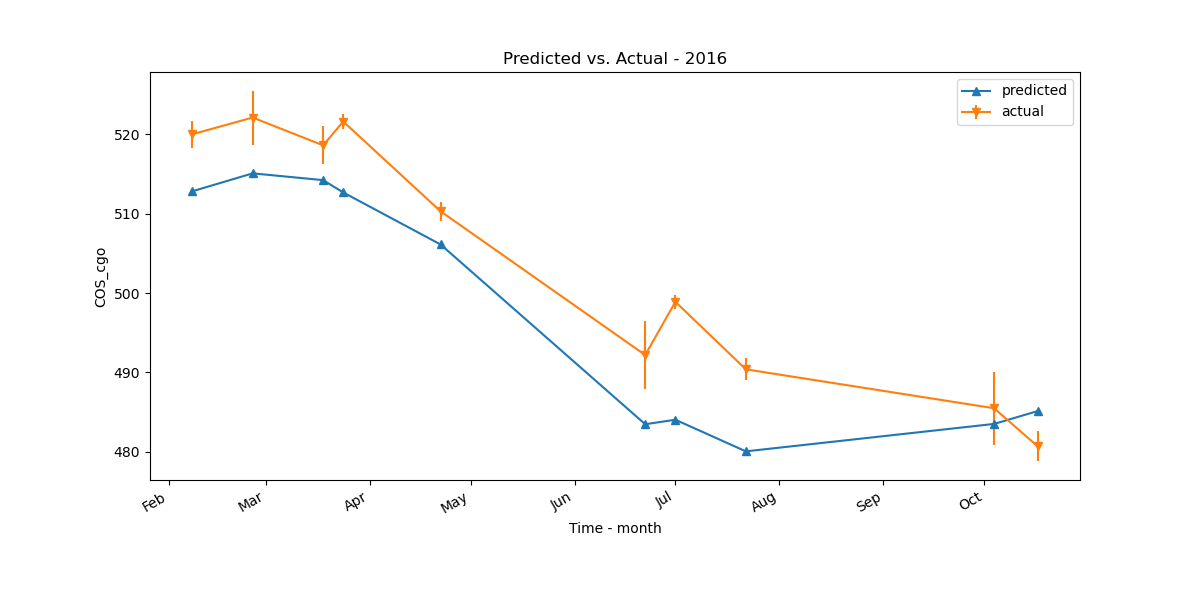 Predicted vs. Actual - 2016
predicted
actual
520
510
500
490
480
COS_cgo
Feb
Mar
Apr
May
Jun
Jul
Aug
Sep
Oct
Time - month